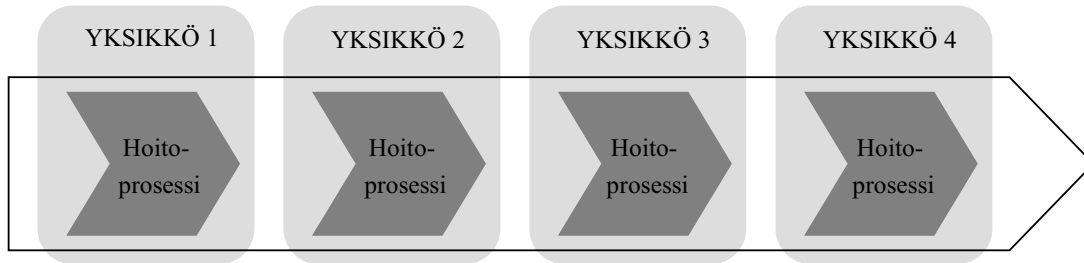 YKSIKKÖ 1
YKSIKKÖ 2
YKSIKKÖ 3
YKSIKKÖ 4
Hoito-
prosessi
Hoito-
prosessi
Hoito-
prosessi
Hoito-
prosessi